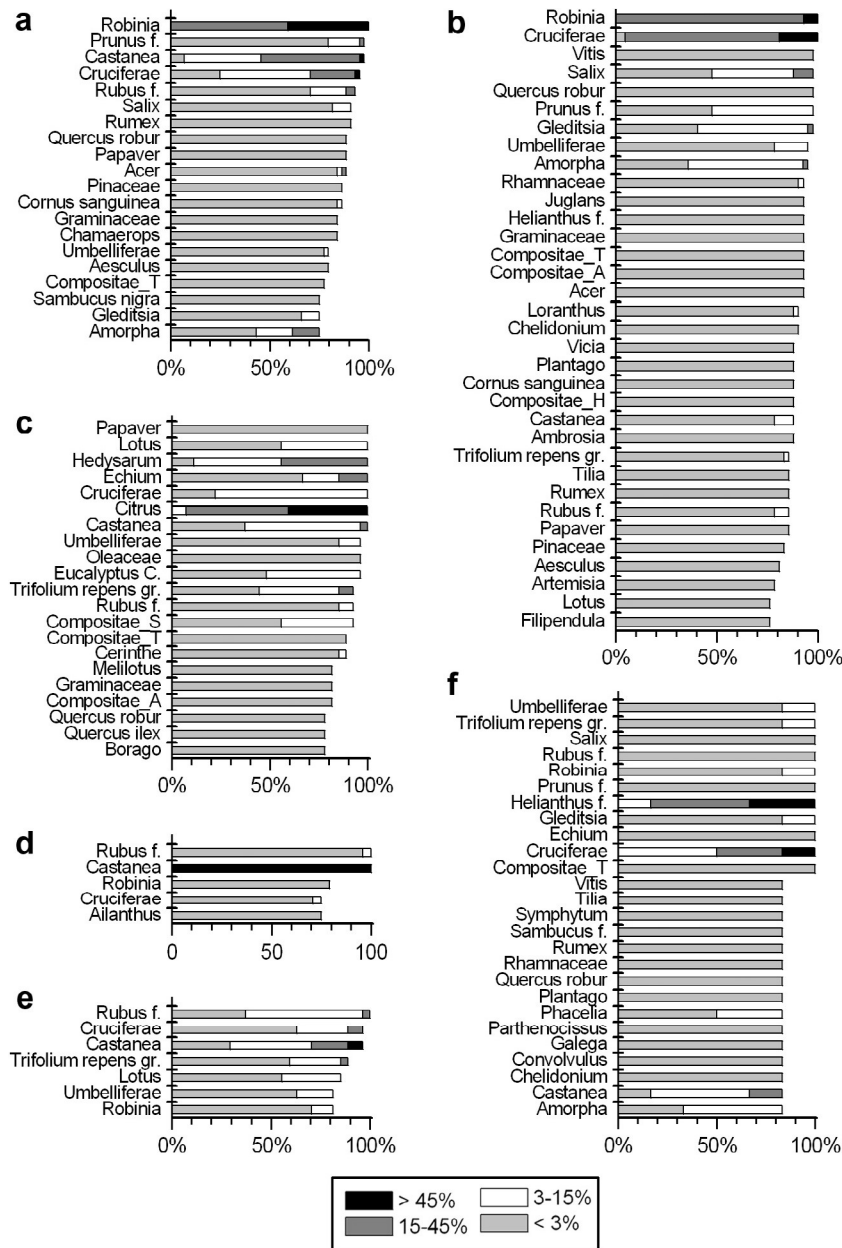 a
Robinia
Prunus f.
Castanea
Cruciferae
Rubus f.
Salix
Rumex
Quercus robur
Papaver
Acer
Pinaceae
Cornus sanguinea
Graminaceae
Chamaerops
Umbelliferae
Aesculus
Compositae_T
Sambucus nigra
Gleditsia
Amorpha
0% 50% 100%
b
Robinia
Cruciferae
Vitis
Salix
Quercus robur
Prunus f.
Gleditsia
Umbelliferae
Amorpha
Rhamnaceae
Juglans
Helianthus f.
Graminaceae
Compositae_T
Compositae_A
Acer
Loranthus
Chelidonium
Vicia
Plantago
Cornus sanguinea
Compositae_H
Castanea
Ambrosia
Trifolium repens gr.
Tilia
Rumex
Rubus f.
Papaver
Pinaceae
Aesculus
Artemisia
Lotus
Filipendula
0% 50% 100%
c
Papaver
Lotus
Hedysarum
Echium
Cruciferae
Citrus
Castanea
Umbelliferae
Oleaceae
Eucalyptus C.
Trifolium repens gr.
Rubus f.
Compositae_S
Compositae_T
Cerinthe
Melilotus
Graminaceae
Compositae_A
Quercus robur
Quercus ilex
Borago
0% 50% 100%
d
Rubus f.
Castanea
Robinia
Cruciferae
Ailanthus
0 50 100
e
Rubus f.
Cruciferae
Castanea
Trifolium repens gr.
Lotus
Umbelliferae
Robinia
0% 50% 100%
f
Umbelliferae
Trifolium repens gr.
Salix
Rubus f.
Robinia
Prunus f.
Helianthus f.
Gleditsia
Echium
Cruciferae
Compositae_T
Vitis
Tilia
Symphytum
Sambucus f.
Rumex
Rhamnaceae
Quercus robur
Plantago
Phacelia
Parthenocissus
Galega
Convolvulus
Chelidonium
Castanea
Amorpha
0% 50% 100%
> 45% 3-15%
15-45% < 3%